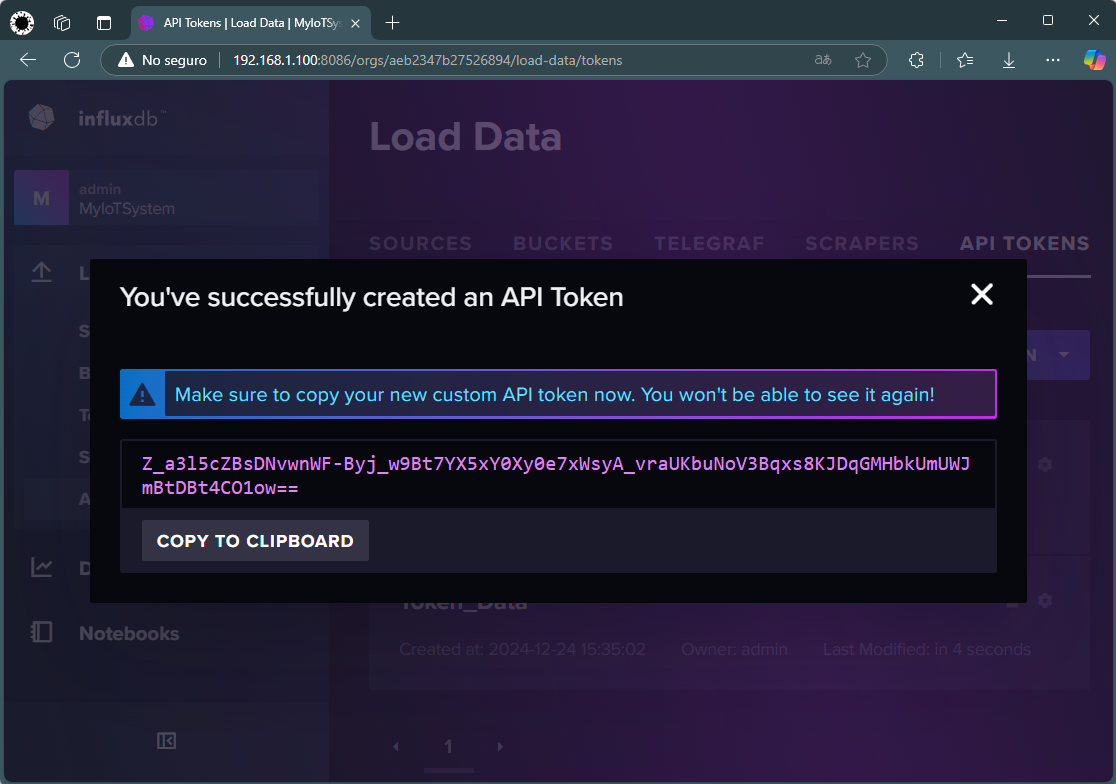 API Tokens | Load Data | MyIoTSys
No seguro
192.168.1.100:8086/orgs/aeb2347b27526894/load-data/tokens
influxdb™
M
admin
MyIoTSystem
Load Data
SOURCES
BUCKETS
TELEGRAF
SCRAPERS
API TOKENS
You've successfully created an API Token
Make sure to copy your new custom API token now. You won't be able to see it again!
Z_a3l5cZBsDNvwnWF-Byj_w9Bt7YX5xY0Xy0e7xWsyA_vraUKbuNoV3Bqxs8KJDqGMHbkUmUWJ
mBtDBt4CO1ow==
COPY TO CLIPBOARD
Token_Data
Created at: 2024-12-24 15:35:02
Owner: admin
Last Modified: in 4 seconds
Notebooks
1